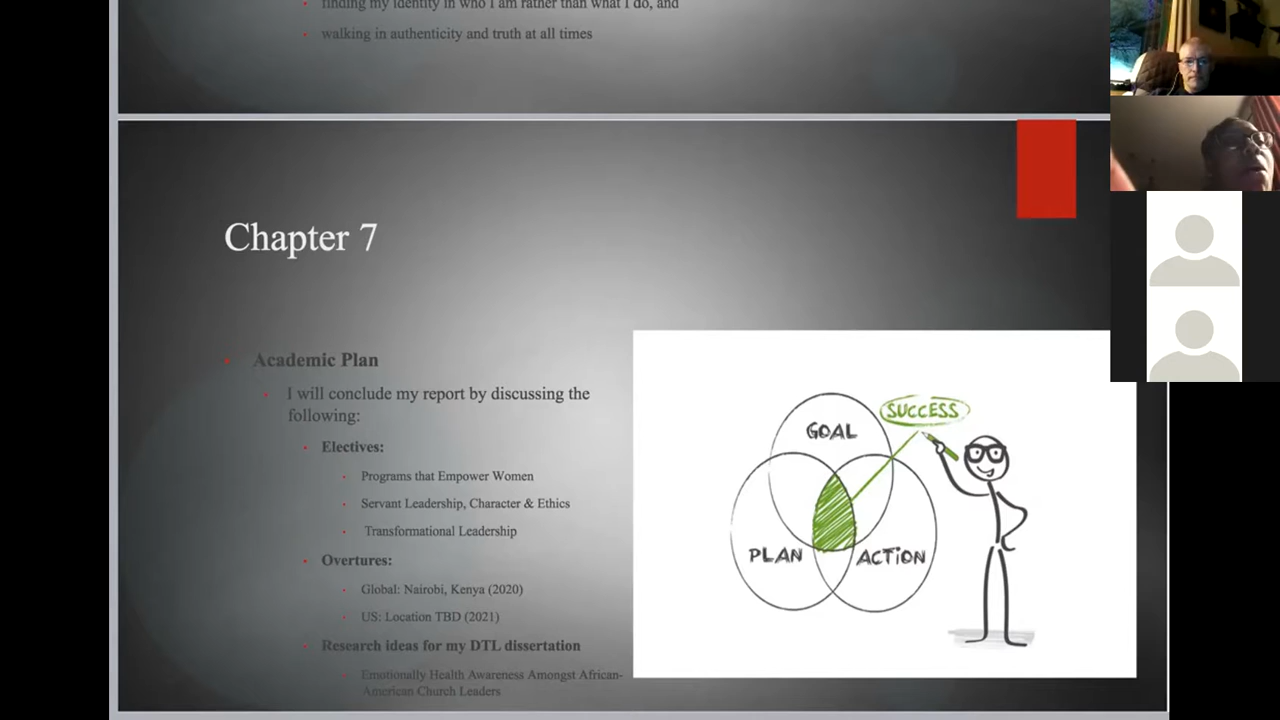 finding my identity in who I am rather than what I do, and
walking in authenticity and truth at all times
Chapter 7
Academic Plan
I will conclude my report by discussing the
following:
Electives:
Programs that Empower Women
Servant Leadership, Character & Ethics
Transformational Leadership
Overtures:
Global: Nairobi, Kenya (2020)
US: Location TBD (2021)
Research ideas for my DTL dissertation
Emotionally Health Awareness Amongst African-
American Church Leaders
SUCCESS
GOAL
PLAN
ACTION